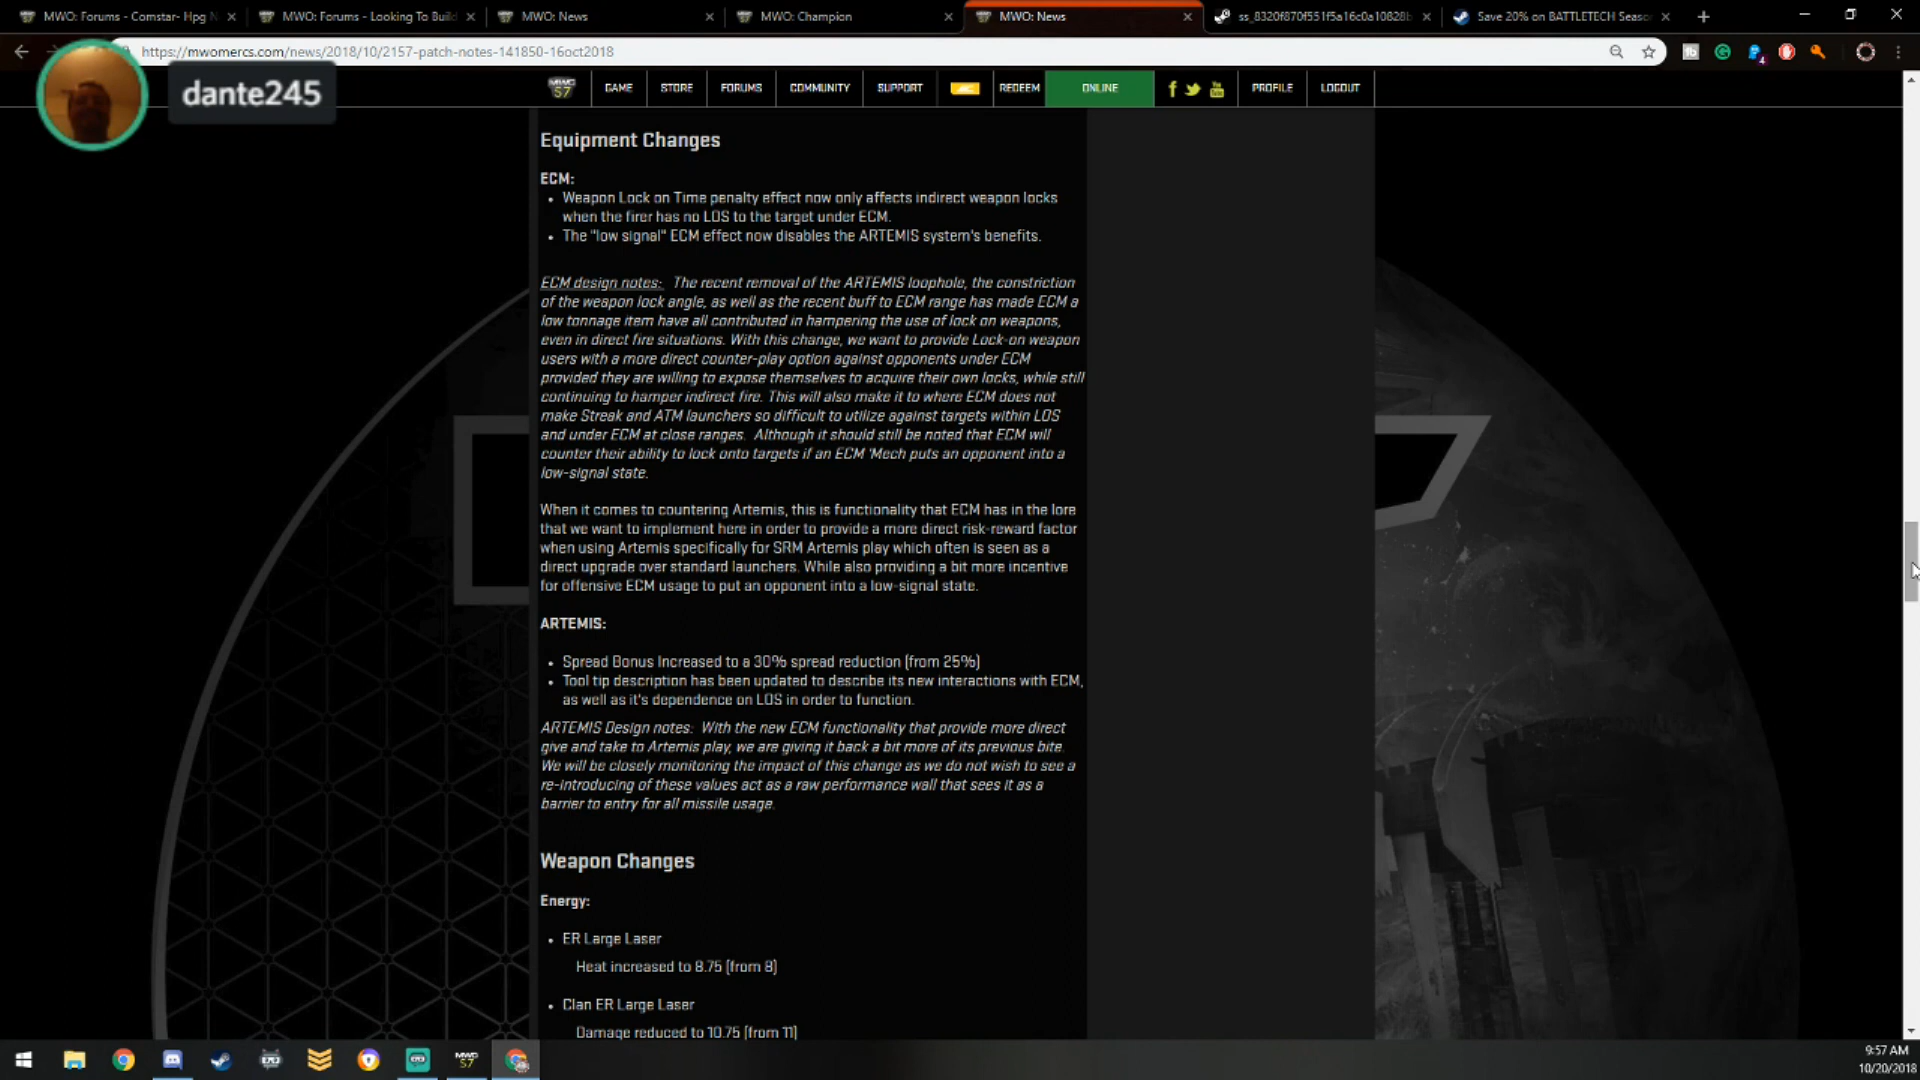 MWO: Forums - Comstar- Hpg N
MWO: Forums - Looking To Build
MWO: News
MWO: Champion
MWO: News
ss_8320f870f551f5a16c0a10828b
Save 20% on BATTLETECH Seaso
https://mwomercs.com/news/2018/10/2157-patch-notes-141850-16oct2018
dante245
MWO S7
GAME
STORE
FORUMS
COMMUNITY
SUPPORT
REDEEM
ONLINE
PROFILE
LOGOUT
Equipment Changes
ECM:
• Weapon Lock on Time penalty effect now only affects indirect weapon locks
when the firer has no LOS to the target under ECM.
• The "low signal" ECM effect now disables the ARTEMIS system's benefits.
ECM design notes:  The recent removal of the ARTEMIS loophole, the constriction
of the weapon lock angle, as well as the recent buff to ECM range has made ECM a
low tonnage item have all contributed in hampering the use of lock on weapons,
even in direct fire situations. With this change, we want to provide Lock-on weapon
users with a more direct counter-play option against opponents under ECM
provided they are willing to expose themselves to acquire their own locks, while still
continuing to hamper indirect fire. This will also make it to where ECM does not
make Streak and ATM launchers so difficult to utilize against targets within LOS
and under ECM at close ranges.  Although it should still be noted that ECM will
counter their ability to lock onto targets if an ECM 'Mech puts an opponent into a
low-signal state.
When it comes to countering Artemis, this is functionality that ECM has in the lore
that we want to implement here in order to provide a more direct risk-reward factor
when using Artemis specifically for SRM Artemis play which often is seen as a
direct upgrade over standard launchers. While also providing a bit more incentive
for offensive ECM usage to put an opponent into a low-signal state.
ARTEMIS:
• Spread Bonus Increased to a 30% spread reduction (from 25%)
• Tool tip description has been updated to describe its new interactions with ECM,
as well as it's dependence on LOS in order to function.
ARTEMIS Design notes:  With the new ECM functionality that provide more direct
give and take to Artemis play, we are giving it back a bit more of its previous bite.
We will be closely monitoring the impact of this change as we do not wish to see a
re-introducing of these values act as a raw performance wall that sees it as a
barrier to entry for all missile usage.
Weapon Changes
Energy:
• ER Large Laser
Heat increased to 8.75 (from 8)
• Clan ER Large Laser
Damage reduced to 10.75 (from 11)
MWO S7
9:57 AM
10/20/2018